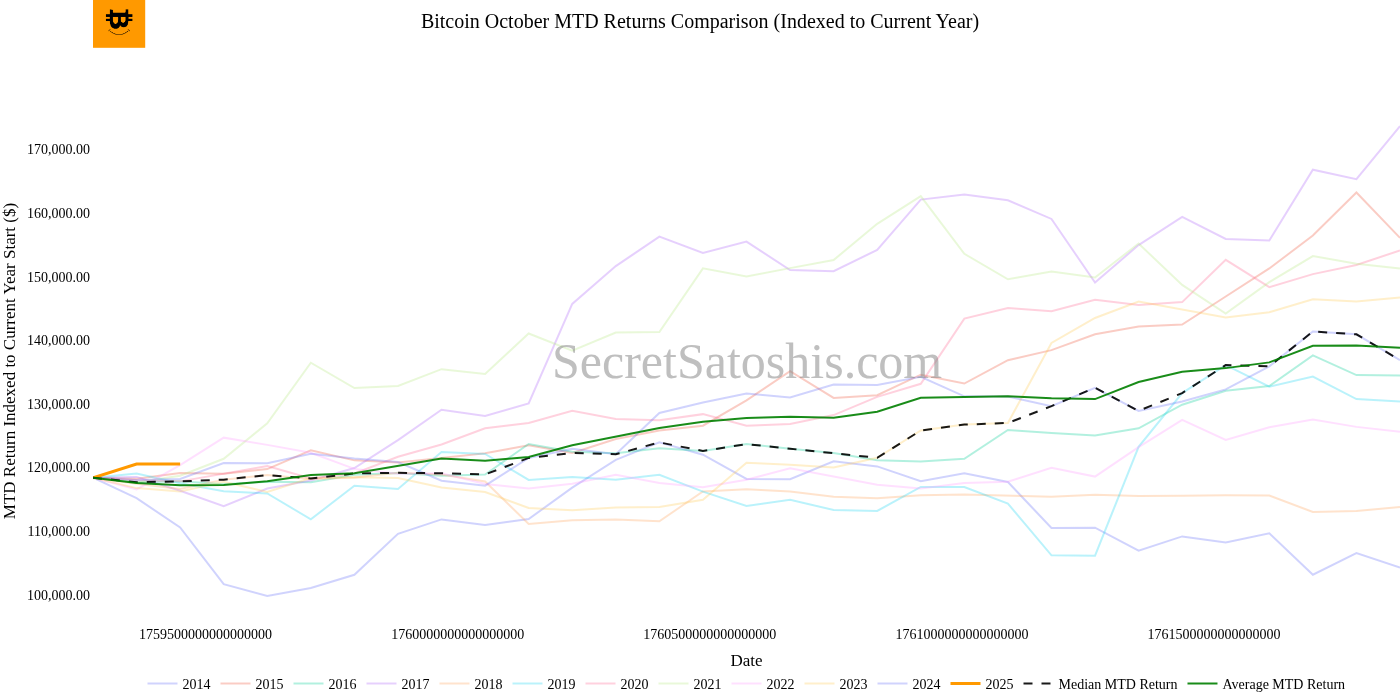 Bitcoin October MTD Returns Comparison (Indexed to Current Year)
MTD Return Indexed to Current Year Start ($)
170,000.00
160,000.00
150,000.00
140,000.00
130,000.00
120,000.00
110,000.00
100,000.00
SecretSatoshis.com
1759500000000000000 1760000000000000000 1760500000000000000 1761000000000000000 1761500000000000000
Date
2014 2015 2016 2017 2018 2019 2020 2021 2022 2023 2024 2025 Median MTD Return Average MTD Return